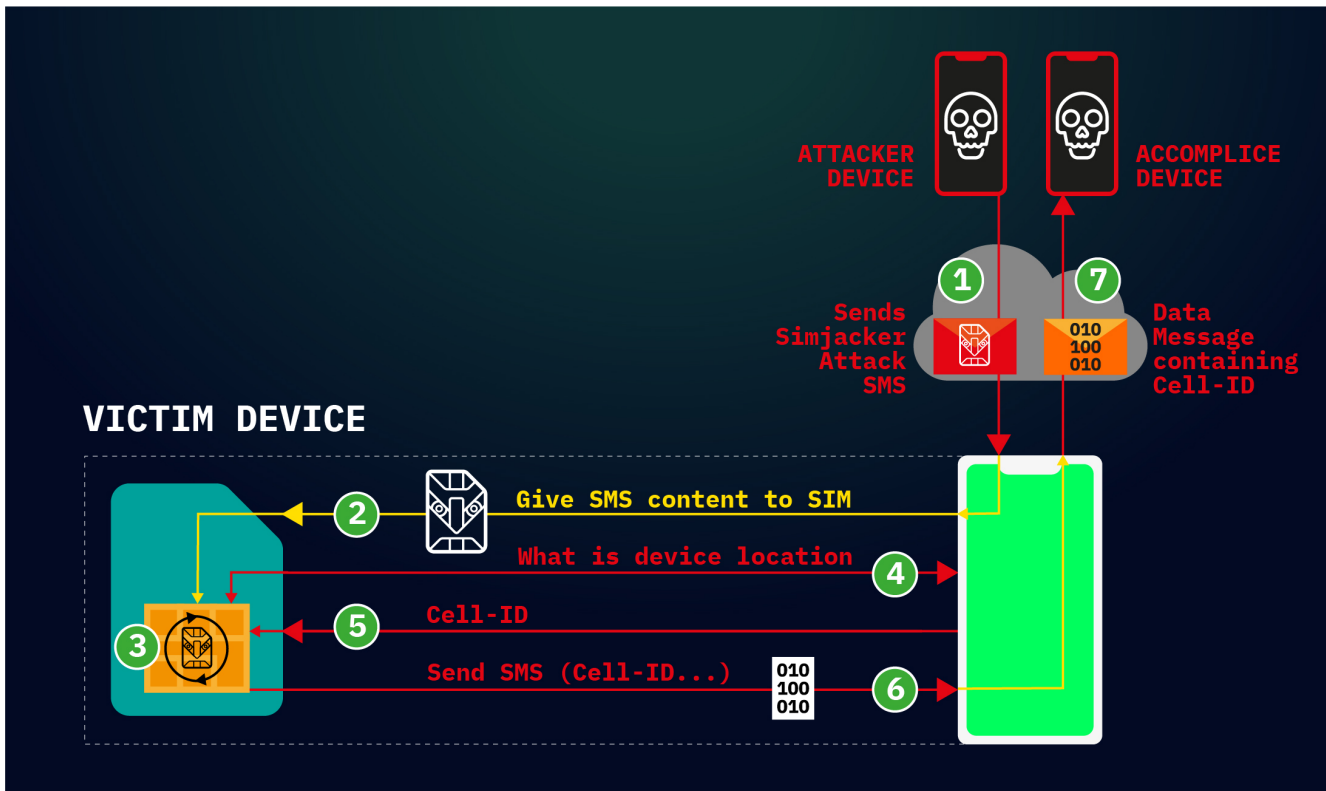 ATTACKER
DEVICE
ACCOMPLICE
DEVICE
1
7
Sends
Simjacker
Attack
SMS
010
100
010
Data
Message
containing
Cell-ID
VICTIM DEVICE
2
Give SMS content to SIM
What is device location
4
Cell-ID
5
3
Send SMS (Cell-ID...)
010
100
010
6